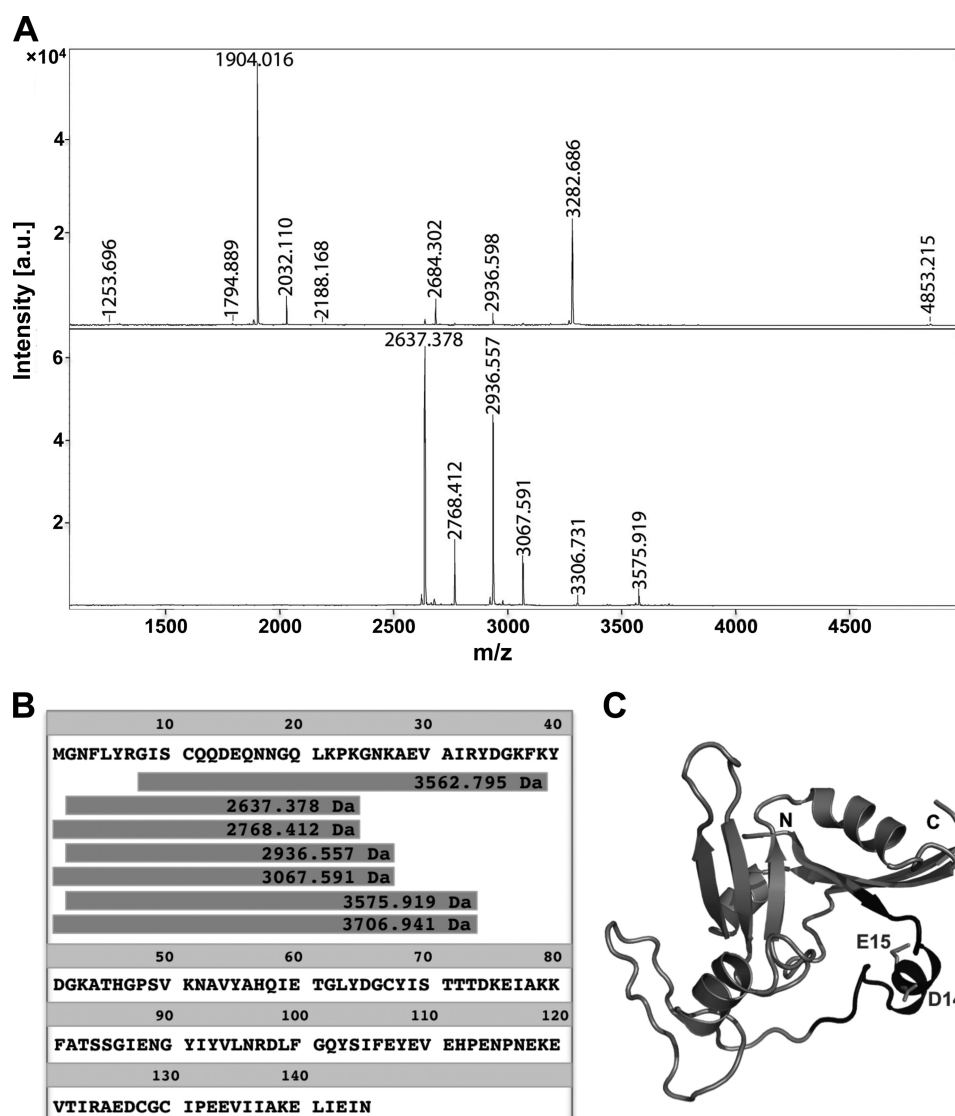 A
×10⁴
1904.016
4
2
1253.696
1794.889
2032.110
2188.168
2684.302
2936.598
3282.686
4853.215
Intensity [a.u.]
6
4
2
2637.378
2768.412
2936.557
3067.591
3306.731
3575.919
1500 2000 2500 3000 3500 4000 4500
m/z
B
10 20 30 40
MGNFLYRGIS CQQDEQNNGQ LKPKGNKAEV AIRYDGKFKY
3562.795 Da
2637.378 Da
2768.412 Da
2936.557 Da
3067.591 Da
3575.919 Da
3706.941 Da
50 60 70 80
DGKATHGPSV KNAVYAHQIE TGLYDGCYIS TTTDKEIAKK
90 100 110 120
FATSSGIENG YIYVLNRDLF GQYSIFEYEV EHPENPNEKE
130 140
VTIRAEDCGC IPEEVIIAKE LIEIN
C
N
C
E15
D14